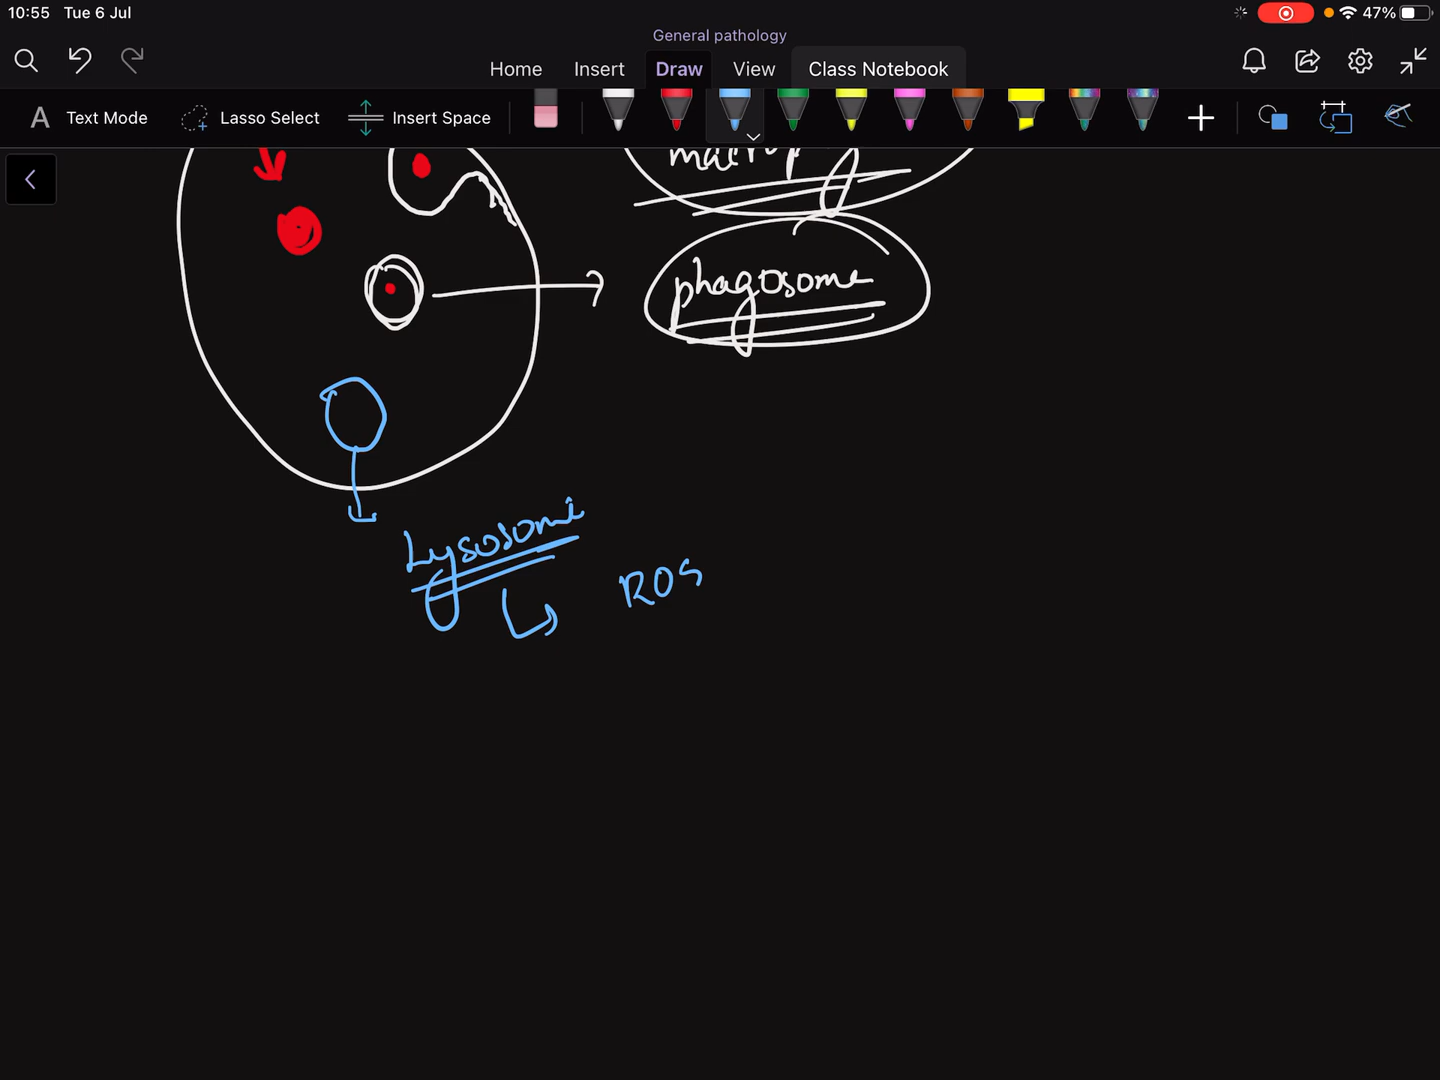 10:55 Tue 6 Jul
47%
General pathology
Home Insert Draw View Class Notebook
A Text Mode Lasso Select Insert Space
phagosome
Lysosome
ROS